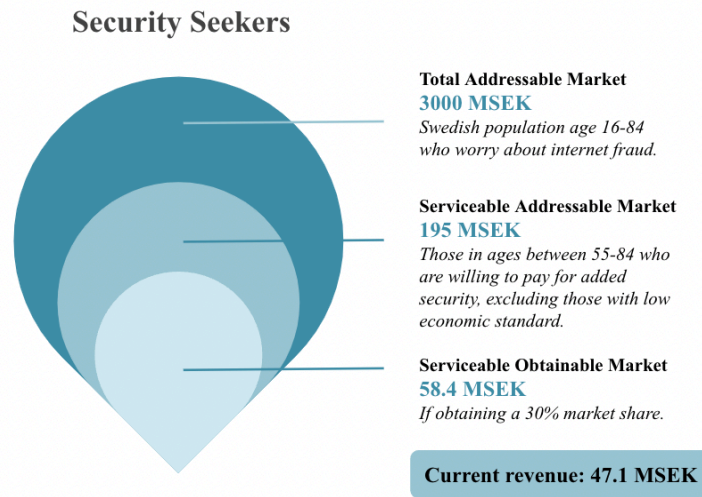 Security Seekers
Total Addressable Market
3000 MSEK
Swedish population age 16-84
who worry about internet fraud.
Serviceable Addressable Market
195 MSEK
Those in ages between 55-84 who
are willing to pay for added
security, excluding those with low
economic standard.
Serviceable Obtainable Market
58.4 MSEK
If obtaining a 30% market share.
Current revenue: 47.1 MSEK